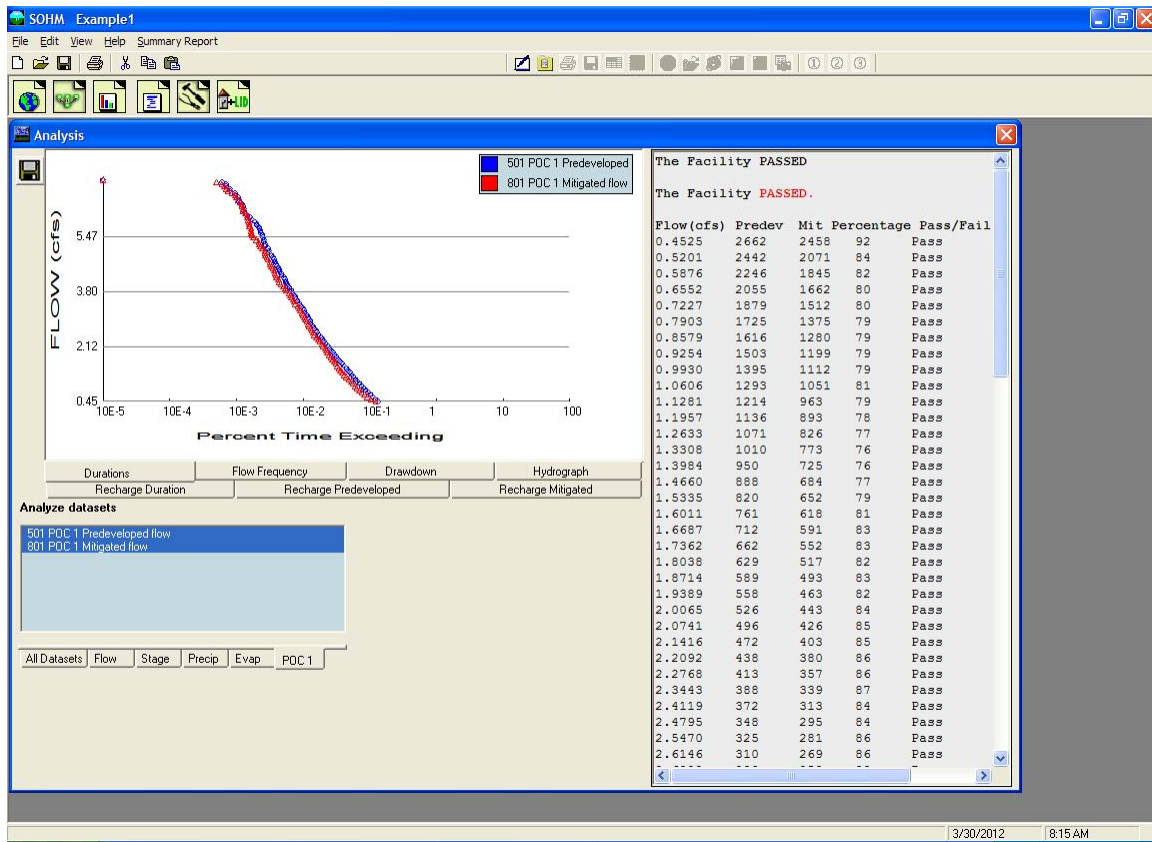 SOHM Example1
File Edit View Help Summary Report
① ② ③
+LID
Analysis
501 POC 1 Predeveloped
801 POC 1 Mitigated flow
FLOW (cfs)
5.47
3.80
2.12
0.45
10E-5 10E-4 10E-3 10E-2 10E-1 1 10 100
Percent Time Exceeding
Durations Flow Frequency Drawdown Hydrograph
Recharge Duration Recharge Predeveloped Recharge Mitigated
Analyze datasets
501 POC 1 Predeveloped flow
801 POC 1 Mitigated flow
All Datasets Flow Stage Precip Evap POC 1
The Facility PASSED
The Facility PASSED.
Flow(cfs) Predev Mit Percentage Pass/Fail
0.4525 2662 2458 92 Pass
0.5201 2442 2071 84 Pass
0.5876 2246 1845 82 Pass
0.6552 2055 1662 80 Pass
0.7227 1879 1512 80 Pass
0.7903 1725 1375 79 Pass
0.8579 1616 1280 79 Pass
0.9254 1503 1199 79 Pass
0.9930 1395 1112 79 Pass
1.0606 1293 1051 81 Pass
1.1281 1214 963 79 Pass
1.1957 1136 893 78 Pass
1.2633 1071 826 77 Pass
1.3308 1010 773 76 Pass
1.3984 950 725 76 Pass
1.4660 888 684 77 Pass
1.5335 820 652 79 Pass
1.6011 761 618 81 Pass
1.6687 712 591 83 Pass
1.7362 662 552 83 Pass
1.8038 629 517 82 Pass
1.8714 589 493 83 Pass
1.9389 558 463 82 Pass
2.0065 526 443 84 Pass
2.0741 496 426 85 Pass
2.1416 472 403 85 Pass
2.2092 438 380 86 Pass
2.2768 413 357 86 Pass
2.3443 388 339 87 Pass
2.4119 372 313 84 Pass
2.4795 348 295 84 Pass
2.5470 325 281 86 Pass
2.6146 310 269 86 Pass
3/30/2012 8:15 AM